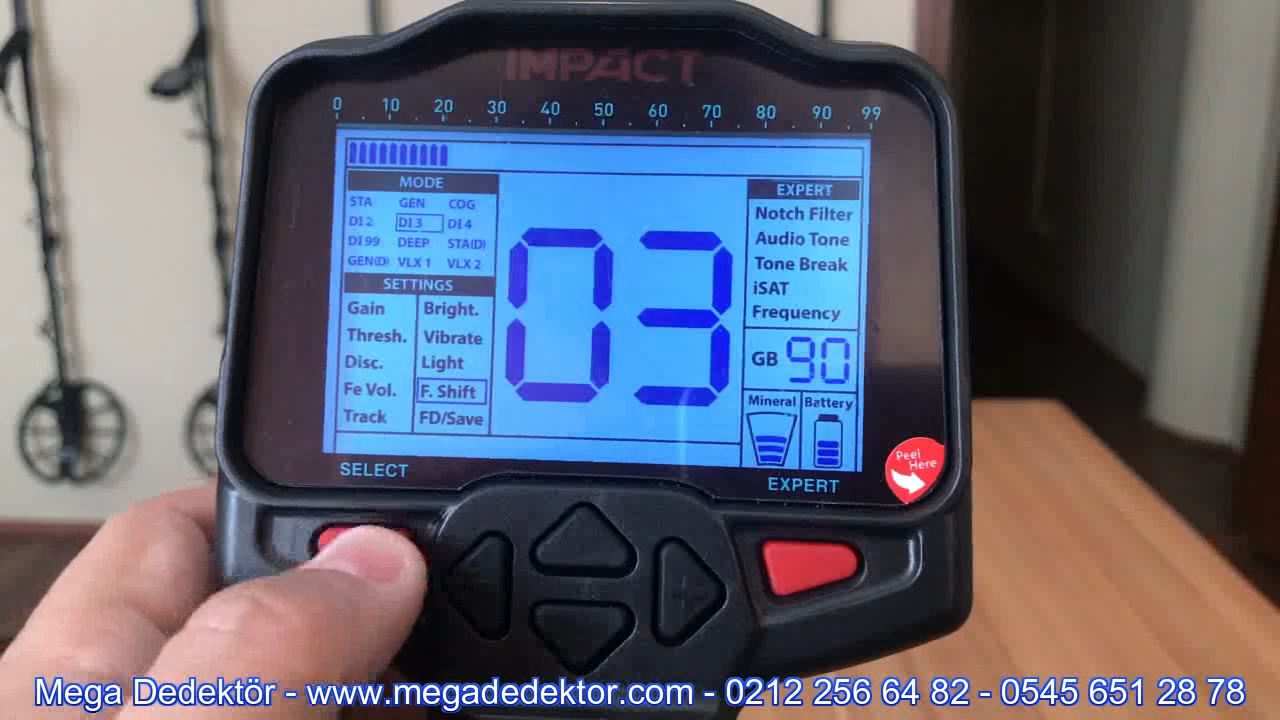 IMPACT
0 10 20 30 40 50 60 70 80 90 99
MODE
STA GEN COG
DI 2 DI 3 DI 4
DI 99 DEEP STA(D)
GEN(D) VLX 1 VLX 2
SETTINGS
Gain Bright.
Thresh. Vibrate
Disc. Light
Fe Vol. F. Shift
Track FD/Save
03
EXPERT
Notch Filter
Audio Tone
Tone Break
iSAT
Frequency
GB 90
Mineral Battery
SELECT
EXPERT
Peel
Here
Mega Dedektör - www.megadedektor.com - 0212 256 64 82 - 0545 651 28 78